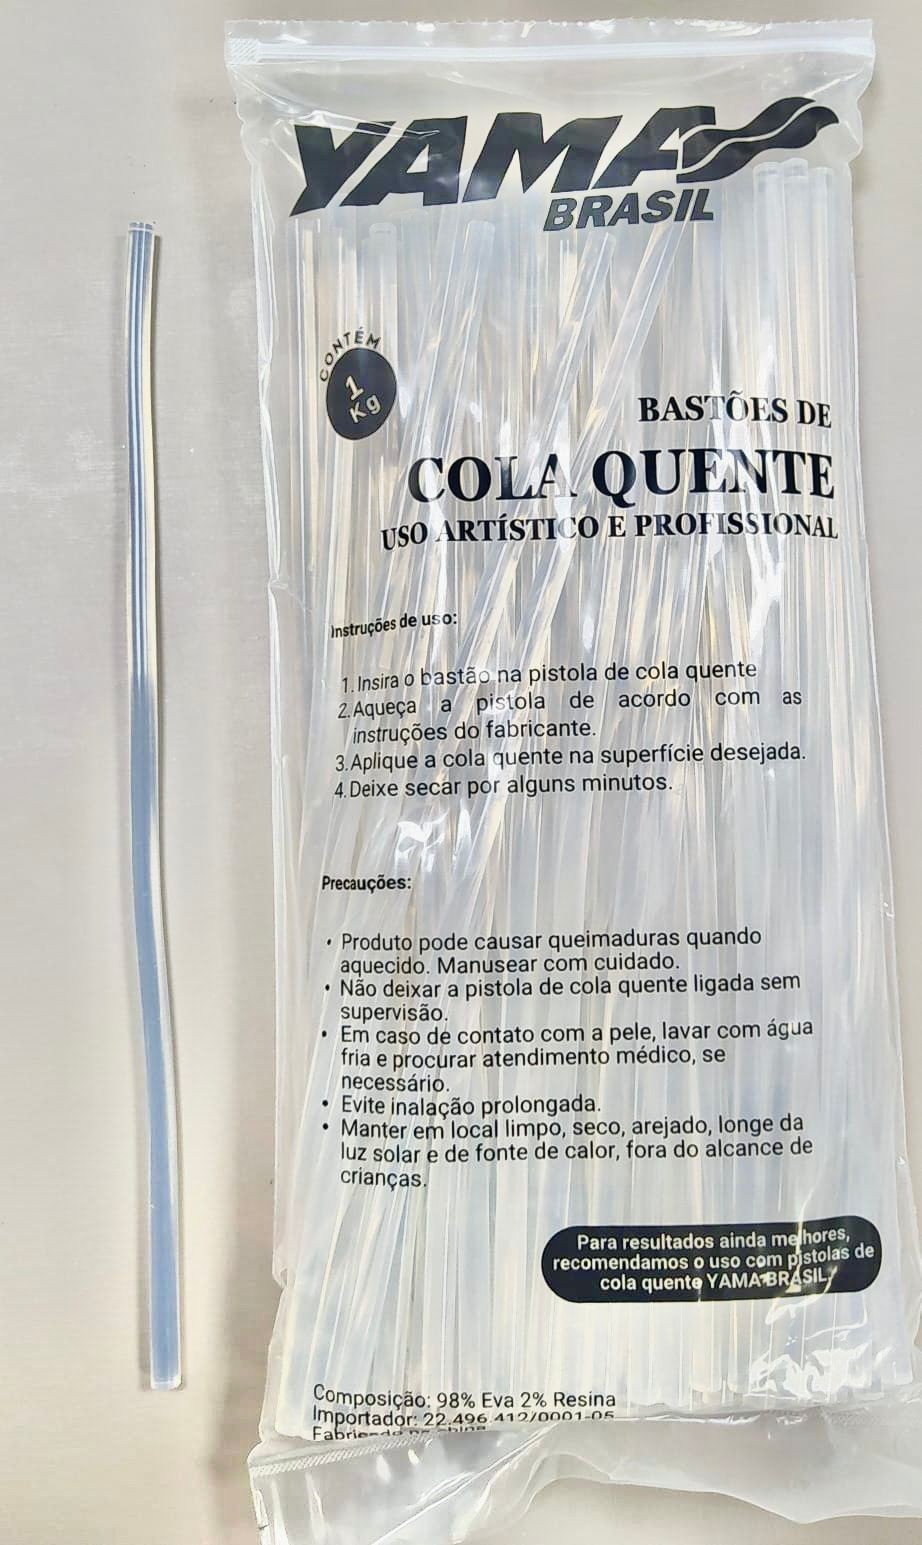 YAMA
BRASIL
CONTÉM
1
Kg
BASTÕES DE
COLA QUENTE
USO ARTÍSTICO E PROFISSIONAL
Instruções de uso:
1. Insira o bastão na pistola de cola quente
2. Aqueça a pistola de acordo com as
instruções do fabricante.
3. Aplique a cola quente na superfície desejada.
4. Deixe secar por alguns minutos.
Precauções:
• Produto pode causar queimaduras quando
aquecido. Manusear com cuidado.
• Não deixar a pistola de cola quente ligada sem
supervisão.
• Em caso de contato com a pele, lavar com água
fria e procurar atendimento médico, se
necessário.
• Evite inalação prolongada.
• Manter em local limpo, seco, arejado, longe da
luz solar e de fonte de calor, fora do alcance de
crianças.
Para resultados ainda melhores,
recomendamos o uso com pistolas de
cola quente YAMA BRASIL.
Composição: 98% Eva 2% Resina
Importador: 22.496.412/0001-05